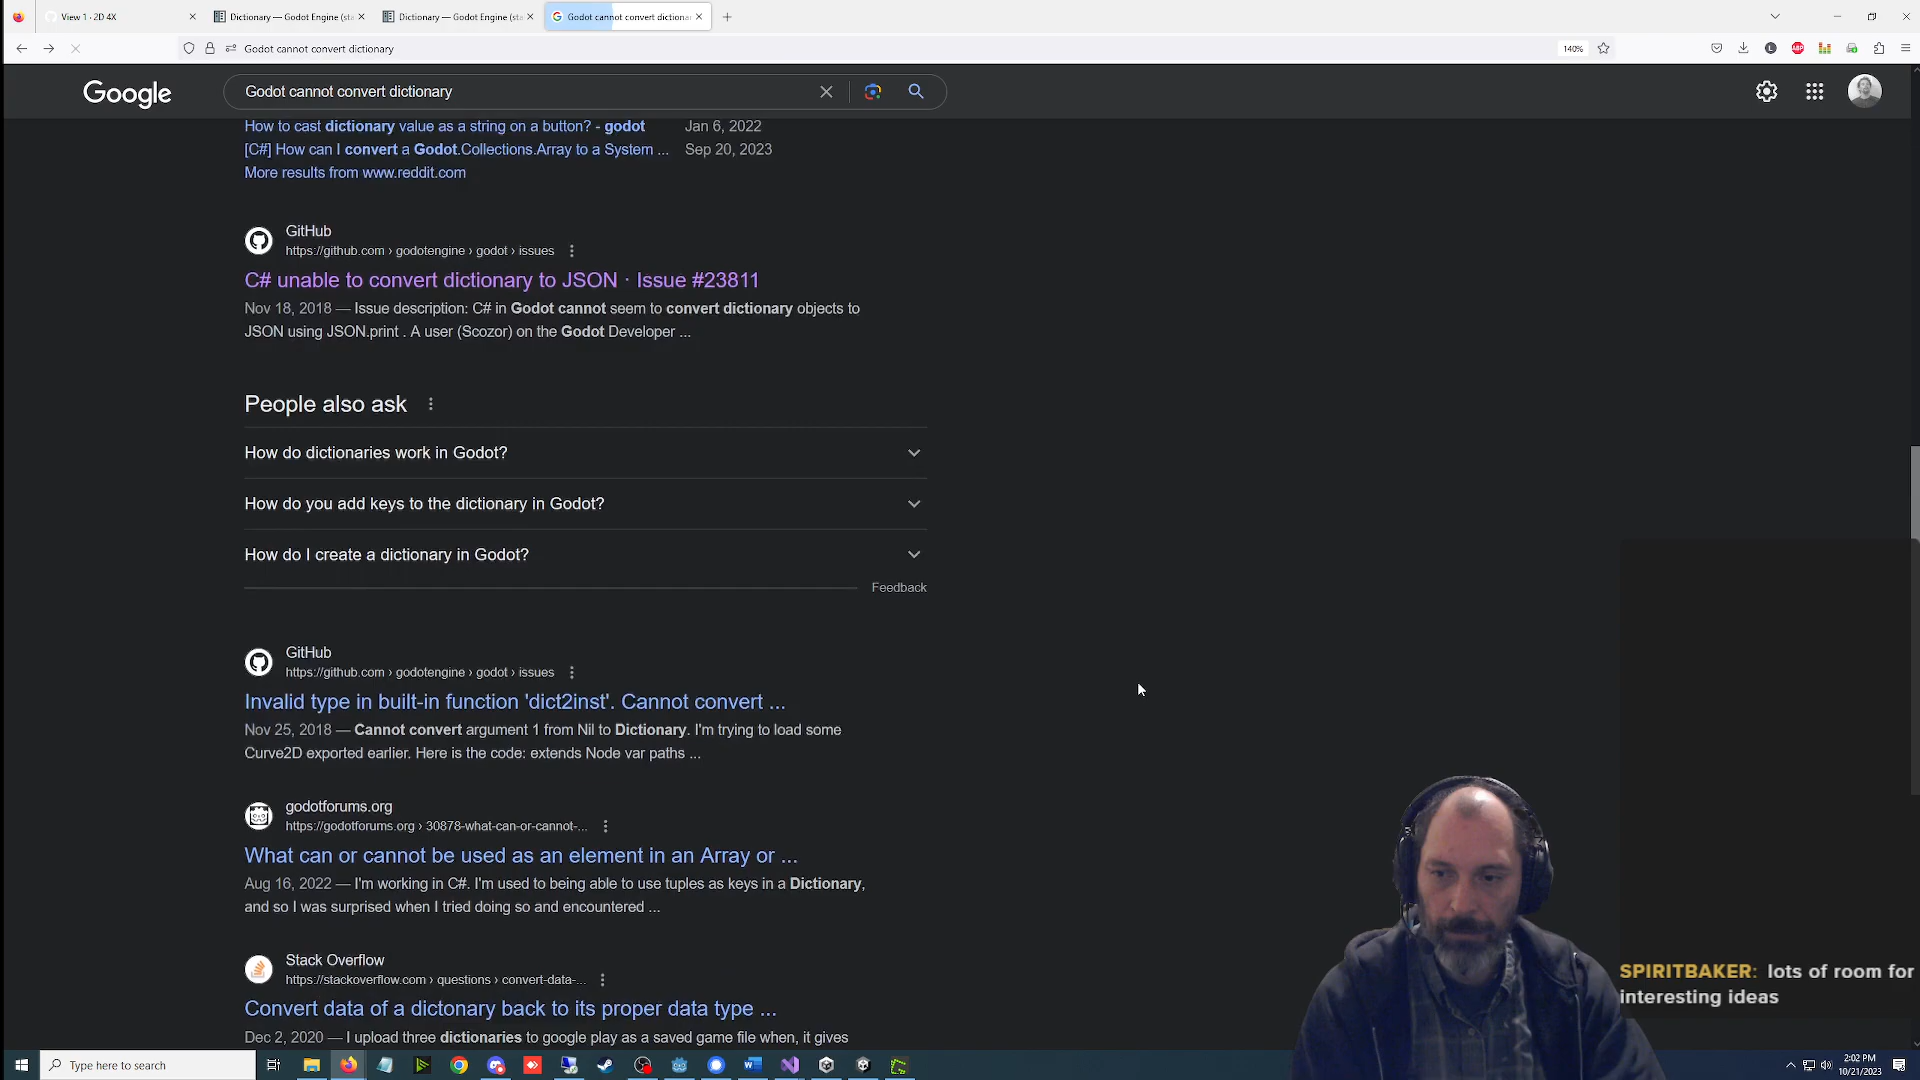 View 1 · 2D 4X
Dictionary — Godot Engine (sta
Dictionary — Godot Engine (st
Godot cannot convert dictiona
Godot cannot convert dictionary
140%
Google
Godot cannot convert dictionary
How to cast dictionary value as a string on a button? - godot
Jan 6, 2022
[C#] How can I convert a Godot.Collections.Array to a System ...
Sep 20, 2023
More results from www.reddit.com
GitHub
https://github.com › godotengine › godot › issues
C# unable to convert dictionary to JSON · Issue #23811
Nov 18, 2018 — Issue description: C# in Godot cannot seem to convert dictionary objects to
JSON using JSON.print . A user (Scozor) on the Godot Developer ...
People also ask
How do dictionaries work in Godot?
How do you add keys to the dictionary in Godot?
How do I create a dictionary in Godot?
Feedback
GitHub
https://github.com › godotengine › godot › issues
Invalid type in built-in function 'dict2inst'. Cannot convert ...
Nov 25, 2018 — Cannot convert argument 1 from Nil to Dictionary. I'm trying to load some
Curve2D exported earlier. Here is the code: extends Node var paths ...
godotforums.org
https://godotforums.org › 30878-what-can-or-cannot-...
What can or cannot be used as an element in an Array or ...
Aug 16, 2022 — I'm working in C#. I'm used to being able to use tuples as keys in a Dictionary,
and so I was surprised when I tried doing so and encountered ...
Stack Overflow
https://stackoverflow.com › questions › convert-data-...
Convert data of a dictonary back to its proper data type ...
Dec 2, 2020 — I upload three dictionaries to google play as a saved game file when, it gives
SPIRITBAKER: lots of room for
interesting ideas
Type here to search
2:02 PM
10/21/2023